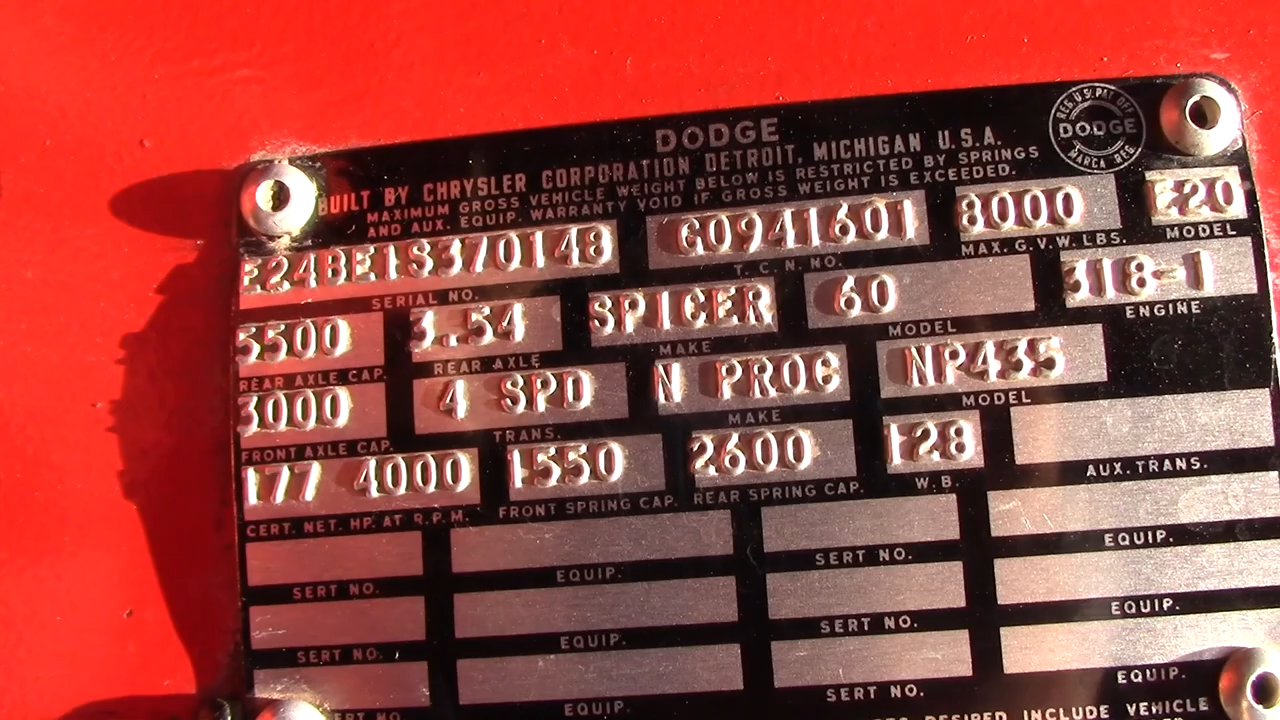 DODGE
BUILT BY CHRYSLER CORPORATION DETROIT, MICHIGAN U.S.A.
MAXIMUM GROSS VEHICLE WEIGHT BELOW IS RESTRICTED BY SPRINGS
AND AUX. EQUIP. WARRANTY VOID IF GROSS WEIGHT IS EXCEEDED.
REG. U.S. PAT. OFF.
DODGE
MARCA REG.
E24BE1S370148 G0941601 8000 E20
SERIAL NO. T.C.N. NO. MAX. G.V.W. LBS. MODEL
5500 3.54 SPICER 60 318-1
REAR AXLE CAP. REAR AXLE MAKE MODEL ENGINE
3000 4 SPD N PROC NP435
FRONT AXLE CAP. TRANS. MAKE MODEL
177 4000 1550 2600 128
CERT. NET. HP. AT R.P.M. FRONT SPRING CAP. REAR SPRING CAP. W.B. AUX. TRANS.
SERT NO. EQUIP. SERT NO. EQUIP.
SERT NO. EQUIP. SERT NO. EQUIP.
SERT NO. EQUIP. SERT NO. EQUIP.
DESIRED INCLUDE VEHICLE